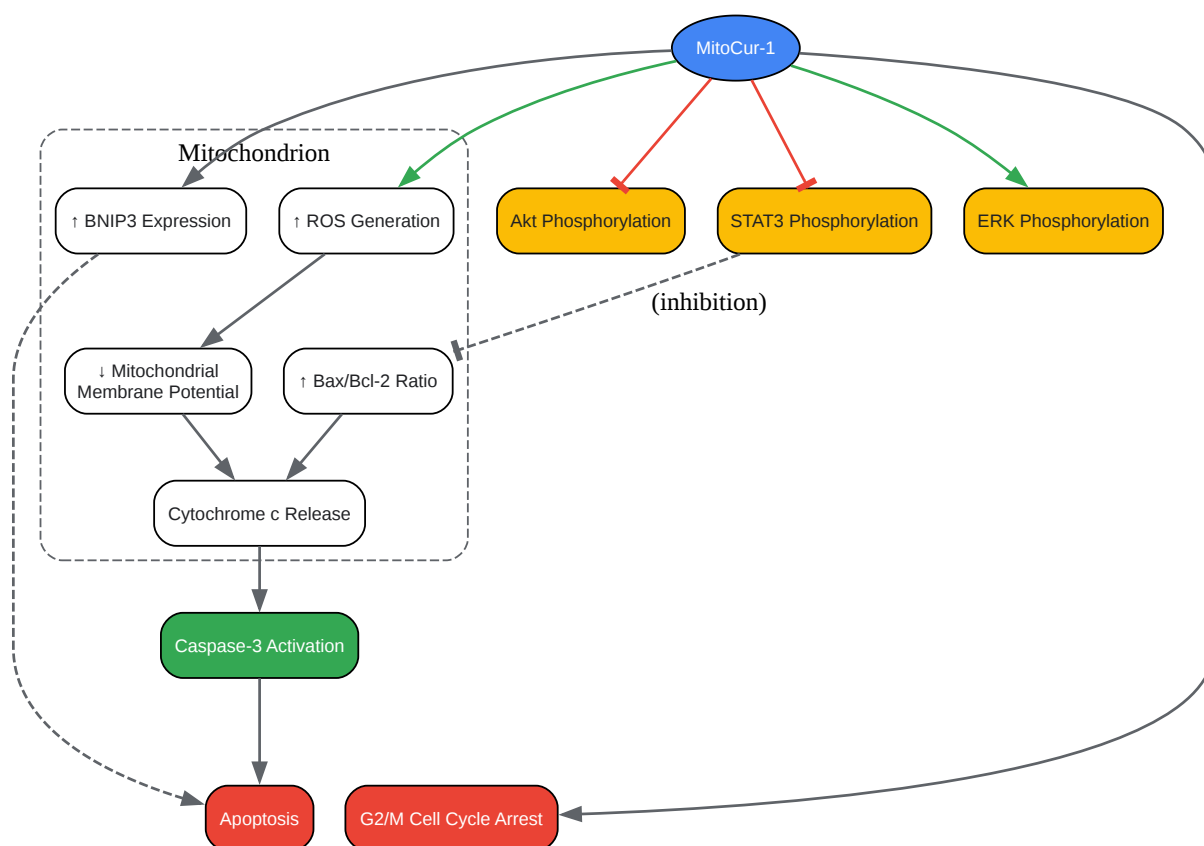 MitoCur-1
Mitochondrion
↑ BNIP3 Expression
↑ ROS Generation
Akt Phosphorylation
STAT3 Phosphorylation
ERK Phosphorylation
(inhibition)
↓ Mitochondrial
Membrane Potential
↑ Bax/Bcl-2 Ratio
Cytochrome c Release
Caspase-3 Activation
Apoptosis
G2/M Cell Cycle Arrest